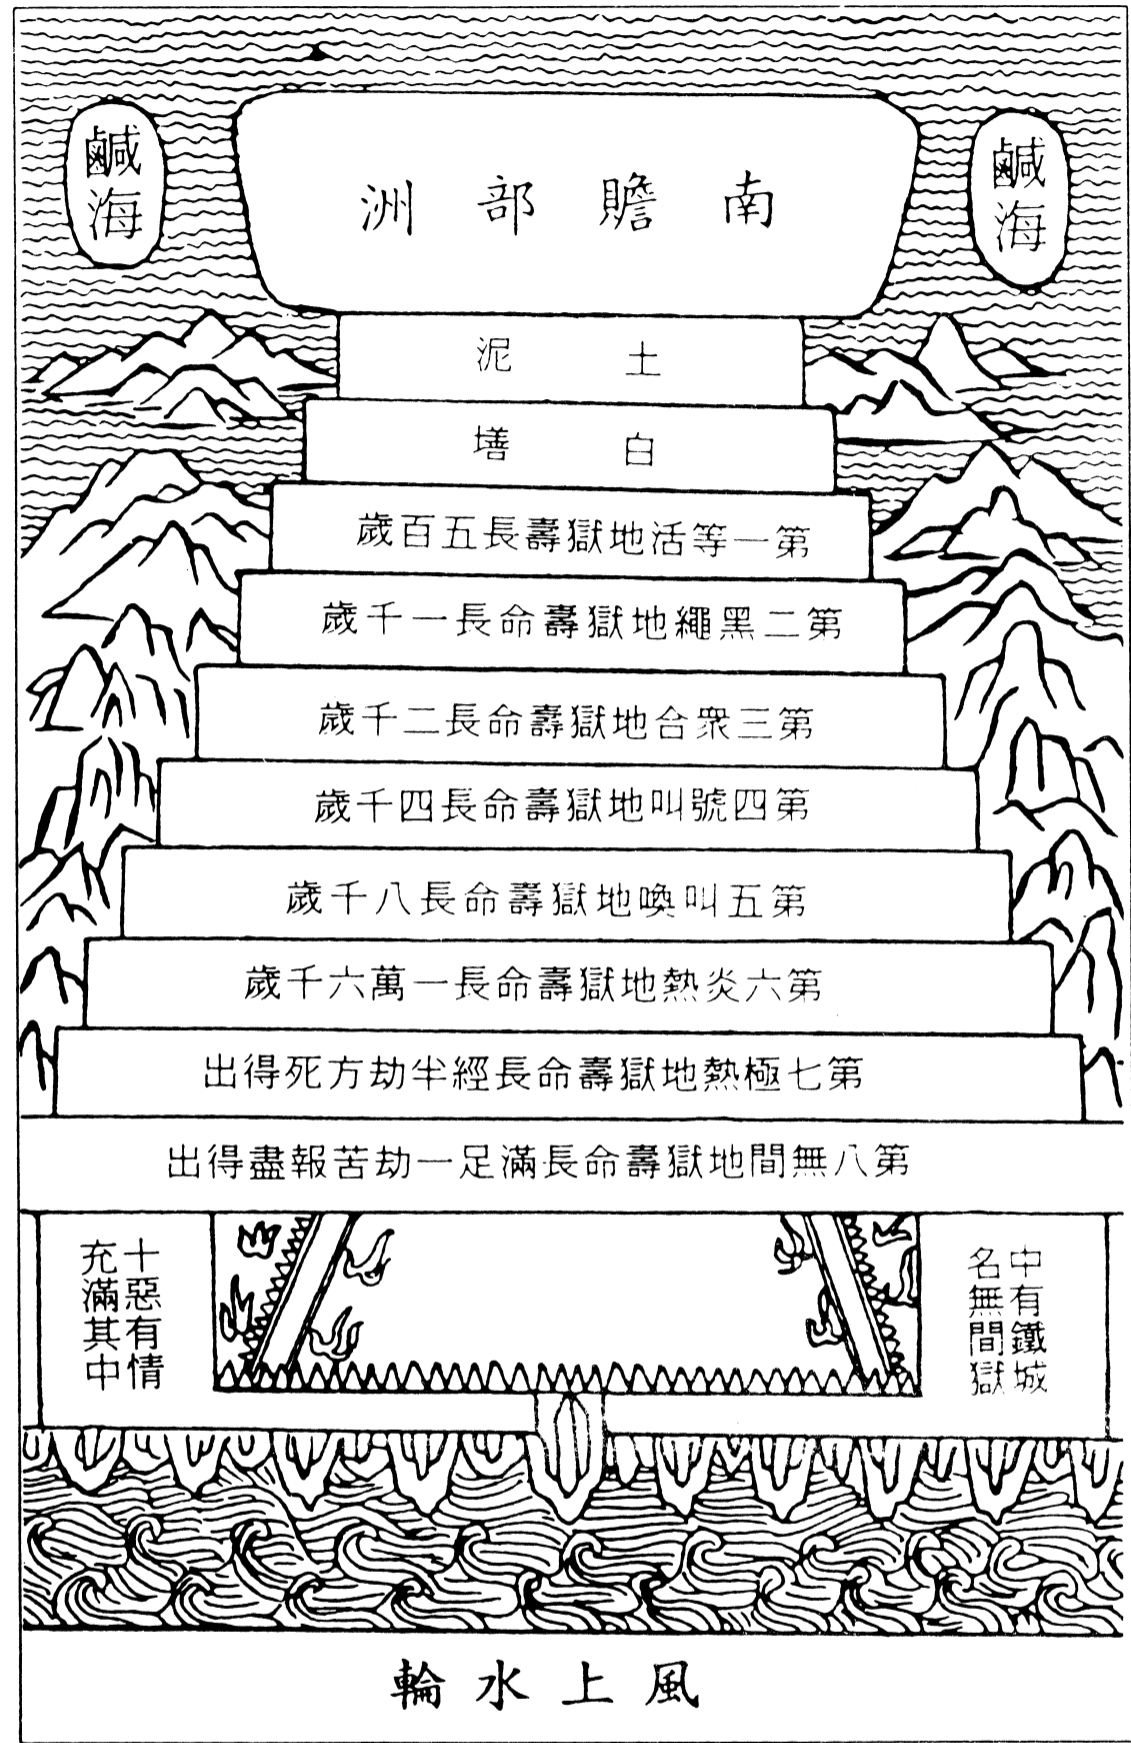 鹹海
南贍部洲
鹹海
土泥
白墡
第一等活地獄壽長五百歲
第二黑繩地獄壽命長一千歲
第三眾合地獄壽命長二千歲
第四號叫地獄壽命長四千歲
第五叫喚地獄壽命長八千歲
第六炎熱地獄壽命長一萬六千歲
第七極熱地獄壽命長經半劫方死得出
第八無間地獄壽命長滿足一劫苦報盡得出
中有鐵城
名無間獄
十惡有情
充滿其中
風上水輪